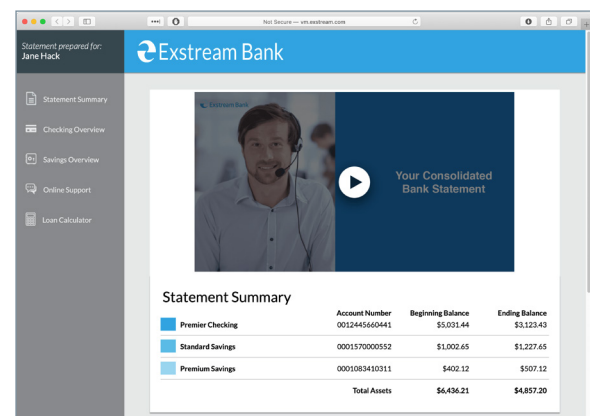 Not Secure — vm.exstream.com
Statement prepared for:
Jane Hack
Exstream Bank
Statement Summary
Checking Overview
Savings Overview
Online Support
Loan Calculator
Exstream Bank
Your Consolidated
Bank Statement
Statement Summary
Account Number Beginning Balance Ending Balance
Premier Checking 0012445660441 $5,031.44 $3,123.43
Standard Savings 0001570000552 $1,002.65 $1,227.65
Premium Savings 0001083410311 $402.12 $507.12
Total Assets $6,436.21 $4,857.20